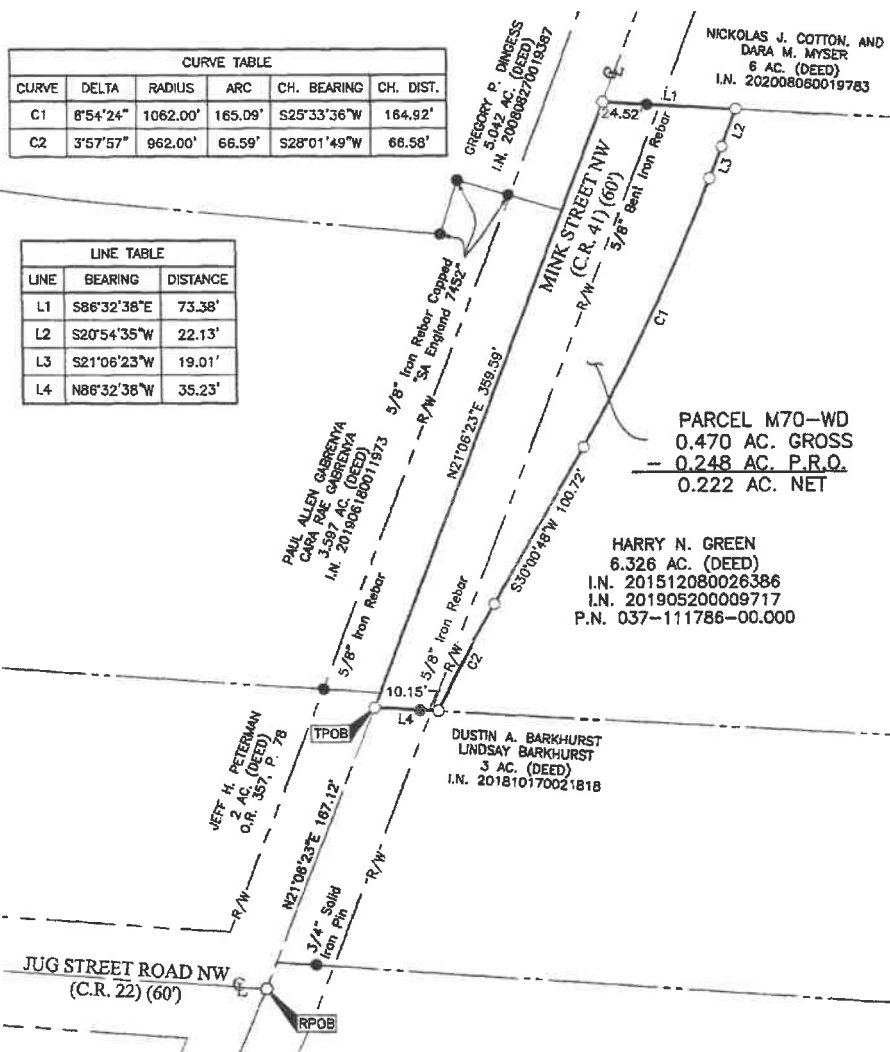 CURVE TABLE
CURVE DELTA RADIUS ARC CH. BEARING CH. DIST.
C1 8°54'24" 1062.00' 165.09' S25°33'36"W 164.92'
C2 3°57'57" 962.00' 66.59' S28°01'49"W 66.58'
GREGORY P. DINGESS
5.042 AC. (DEED)
I.N. 200808270019387
NICKOLAS J. COTTON, AND
DARA M. MYSER
6 AC. (DEED)
I.N. 202008060019783
℄
L1
24.52'
L2
L3
5/8" Bent Iron Rebar
MINK STREET NW
(C.R. 41) (60')
R/W
LINE TABLE
LINE BEARING DISTANCE
L1 S86°32'38"E 73.38'
L2 S20°54'35"W 22.13'
L3 S21°06'23"W 19.01'
L4 N86°32'38"W 35.23'
5/8" Iron Rebar Capped
"SA England 7452"
R/W
C1
N21°06'23"E 359.59'
PARCEL M70-WD
0.470 AC. GROSS
- 0.248 AC. P.R.O.
0.222 AC. NET
PAUL ALLEN GABRENYA
CARA RAE GABRENYA
3.597 AC. (DEED)
I.N. 201906180011973
S30°00'48"W 100.72'
HARRY N. GREEN
6.326 AC. (DEED)
I.N. 201512080026386
I.N. 201905200009717
P.N. 037-111786-00.000
5/8" Iron Rebar
5/8" Iron Rebar
R/W
C2
10.15'
L4
TPOB
DUSTIN A. BARKHURST
LINDSAY BARKHURST
3 AC. (DEED)
I.N. 201810170021818
JEFF H. PETERMAN
2 AC. (DEED)
O.R. 357, P. 78
N21°06'23"E 167.12'
R/W
R/W
3/4" Solid
Iron Pin
JUG STREET ROAD NW
(C.R. 22) (60')
℄
RPOB